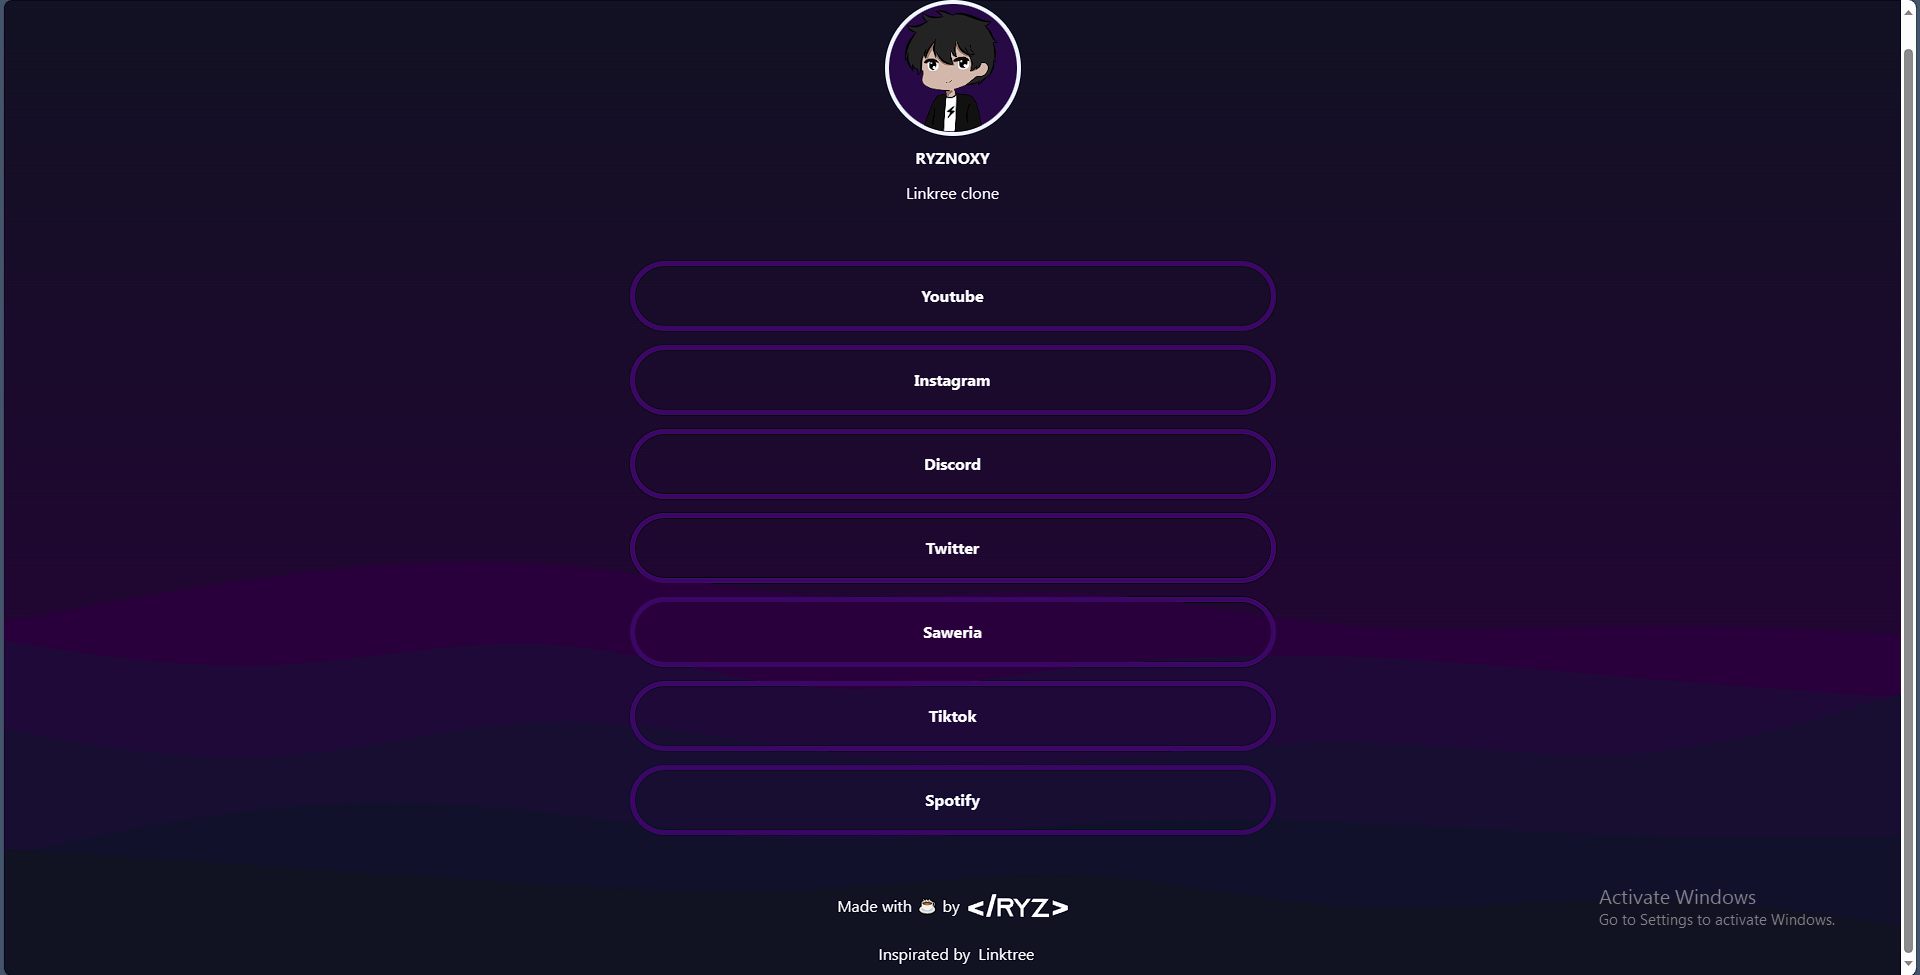 RYZNOXY
Linkree clone
Youtube
Instagram
Discord
Twitter
Saweria
Tiktok
Spotify
Made with ☕ by </RYZ>
Inspirated by Linktree
Activate Windows
Go to Settings to activate Windows.